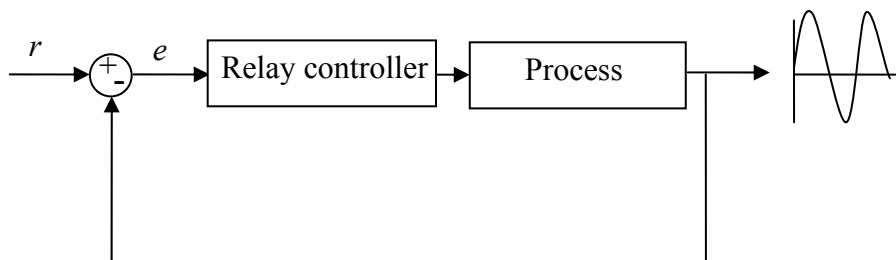 r
e
+
-
Relay controller
Process